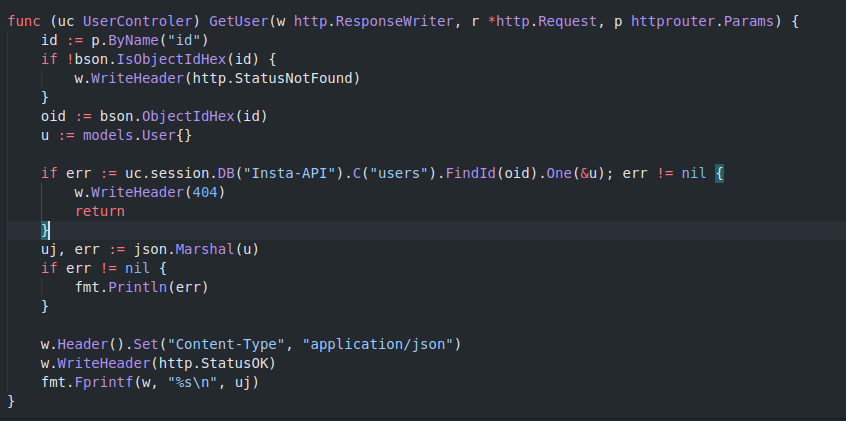 func (uc UserControler) GetUser(w http.ResponseWriter, r *http.Request, p httprouter.Params) {
    id := p.ByName("id")
    if !bson.IsObjectIdHex(id) {
        w.WriteHeader(http.StatusNotFound)
    }
    oid := bson.ObjectIdHex(id)
    u := models.User{}

    if err := uc.session.DB("Insta-API").C("users").FindId(oid).One(&u); err != nil {
        w.WriteHeader(404)
        return
    }
    uj, err := json.Marshal(u)
    if err != nil {
        fmt.Println(err)
    }

    w.Header().Set("Content-Type", "application/json")
    w.WriteHeader(http.StatusOK)
    fmt.Fprintf(w, "%s\n", uj)
}